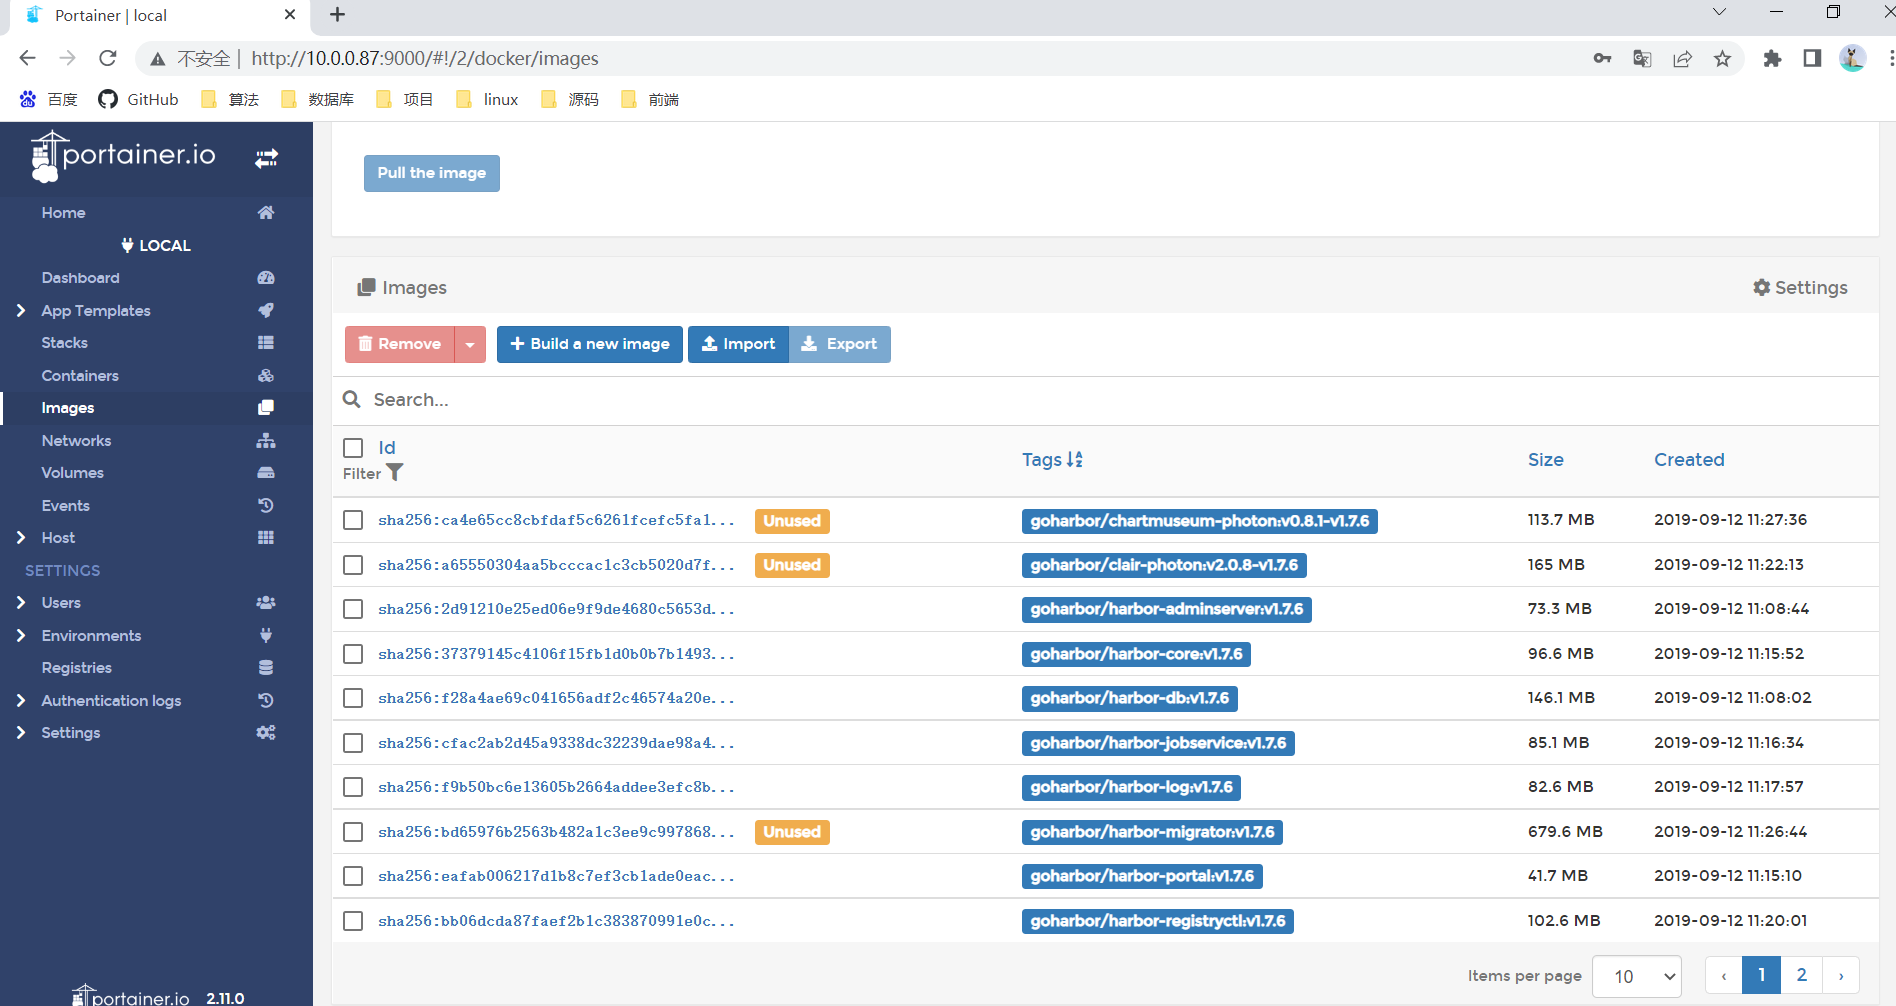 Portainer | local
不安全 | http://10.0.0.87:9000/#!/2/docker/images
百度 GitHub 算法 数据库 项目 linux 源码 前端
portainer.io
Home
LOCAL
Dashboard
App Templates
Stacks
Containers
Images
Networks
Volumes
Events
Host
SETTINGS
Users
Environments
Registries
Authentication logs
Settings
portainer.io 2.11.0
Pull the image
Images Settings
Remove Build a new image Import Export
Search...
Id Tags Size Created
Filter
sha256:ca4e65cc8cbfdaf5c6261fcefc5fa1... Unused goharbor/chartmuseum-photon:v0.8.1-v1.7.6 113.7 MB 2019-09-12 11:27:36
sha256:a65550304aa5bcccac1c3cb5020d7f... Unused goharbor/clair-photon:v2.0.8-v1.7.6 165 MB 2019-09-12 11:22:13
sha256:2d91210e25ed06e9f9de4680c5653d... goharbor/harbor-adminserver:v1.7.6 73.3 MB 2019-09-12 11:08:44
sha256:37379145c4106f15fb1d0b0b7b1493... goharbor/harbor-core:v1.7.6 96.6 MB 2019-09-12 11:15:52
sha256:f28a4ae69c041656adf2c46574a20e... goharbor/harbor-db:v1.7.6 146.1 MB 2019-09-12 11:08:02
sha256:cfac2ab2d45a9338dc32239dae98a4... goharbor/harbor-jobservice:v1.7.6 85.1 MB 2019-09-12 11:16:34
sha256:f9b50bc6e13605b2664addee3efc8b... goharbor/harbor-log:v1.7.6 82.6 MB 2019-09-12 11:17:57
sha256:bd65976b2563b482a1c3ee9c997868... Unused goharbor/harbor-migrator:v1.7.6 679.6 MB 2019-09-12 11:26:44
sha256:eafab006217d1b8c7ef3cb1ade0eac... goharbor/harbor-portal:v1.7.6 41.7 MB 2019-09-12 11:15:10
sha256:bb06dcda87faef2b1c383870991e0c... goharbor/harbor-registryctl:v1.7.6 102.6 MB 2019-09-12 11:20:01
Items per page 10 ‹ 1 2 ›